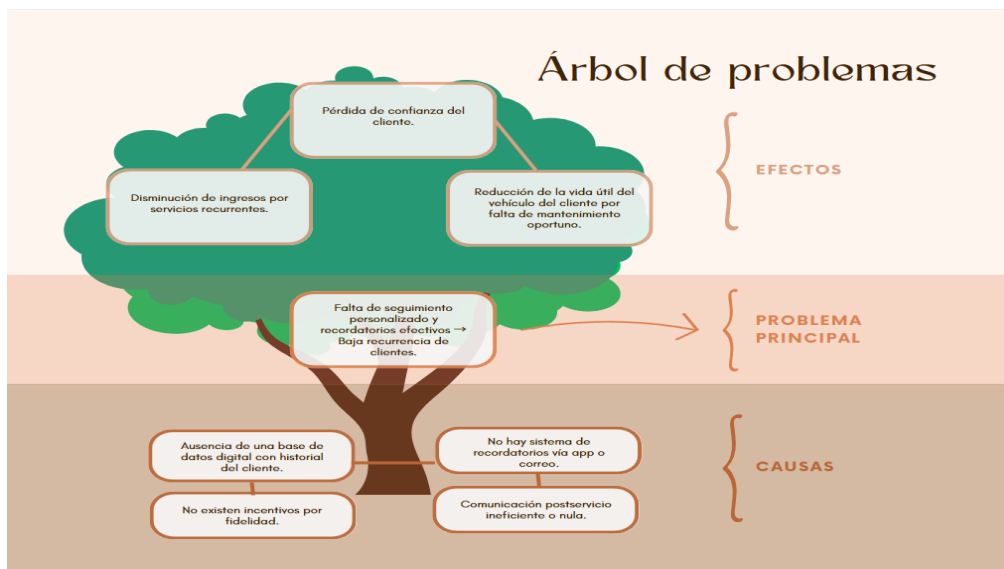 Árbol de problemas
Pérdida de confianza del
cliente.
Disminución de ingresos por
servicios recurrentes.
Reducción de la vida útil del
vehículo del cliente por
falta de mantenimiento
oportuno.
EFECTOS
Falta de seguimiento
personalizado y
recordatorios efectivos →
Baja recurrencia de
clientes.
PROBLEMA
PRINCIPAL
Ausencia de una base de
datos digital con historial
del cliente.
No hay sistema de
recordatorios vía app o
correo.
No existen incentivos por
fidelidad.
Comunicación postservicio
ineficiente o nula.
CAUSAS